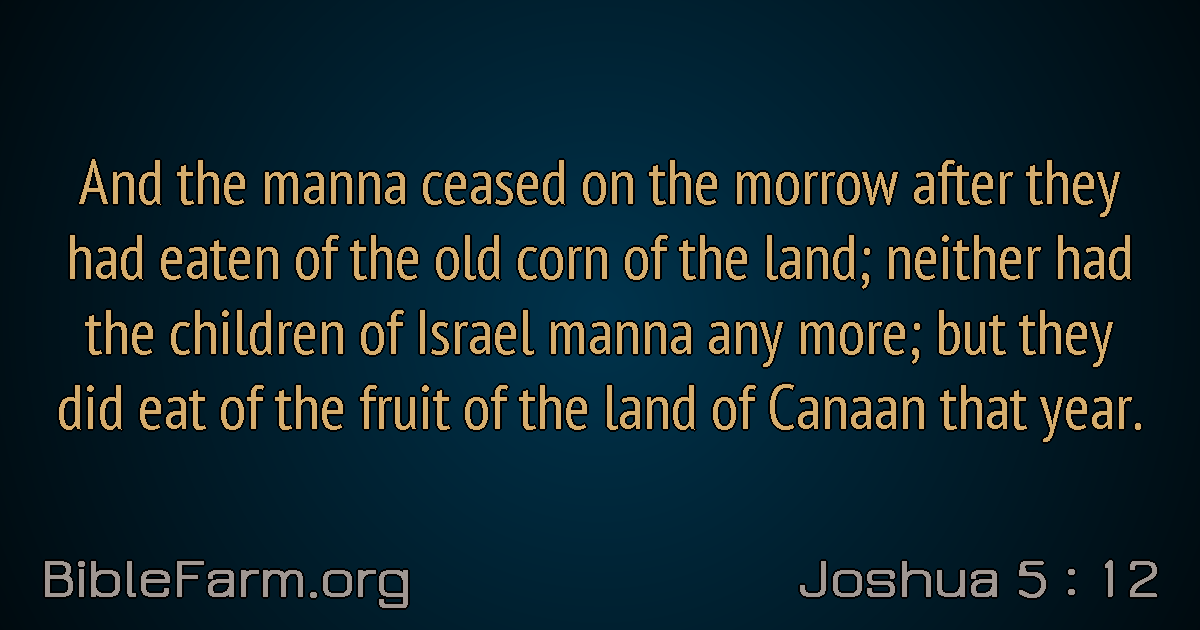 And the manna ceased on the morrow after they
had eaten of the old corn of the land; neither had
the children of Israel manna any more; but they
did eat of the fruit of the land of Canaan that year.
BibleFarm.org
Joshua 5 : 12